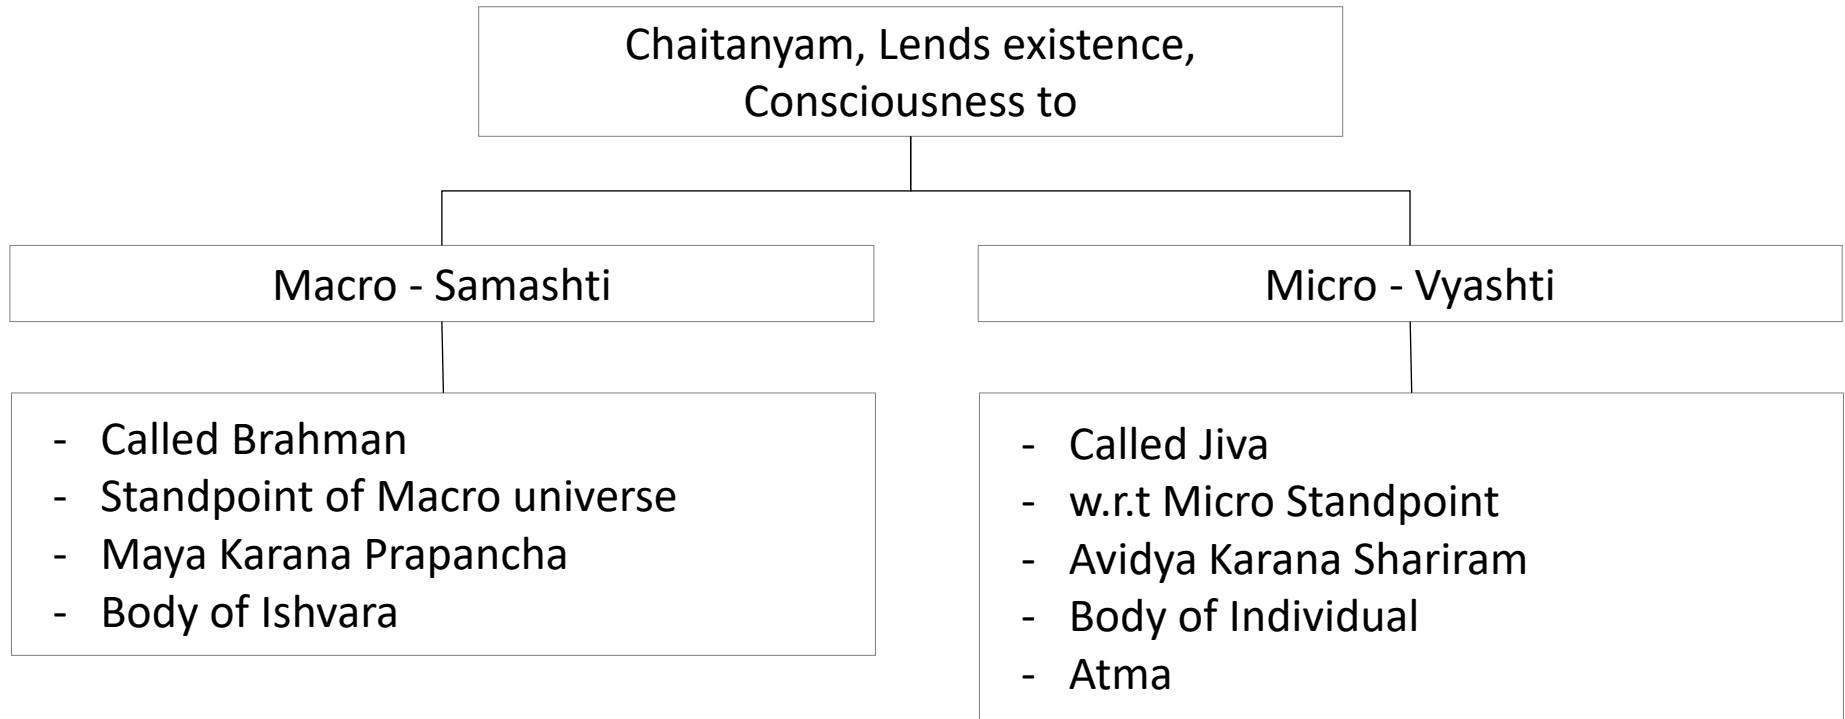 Chaitanyam, Lends existence,
Consciousness to
Macro - Samashti
Micro - Vyashti
- Called Brahman
- Standpoint of Macro universe
- Maya Karana Prapancha
- Body of Ishvara
- Called Jiva
- w.r.t Micro Standpoint
- Avidya Karana Shariram
- Body of Individual
- Atma